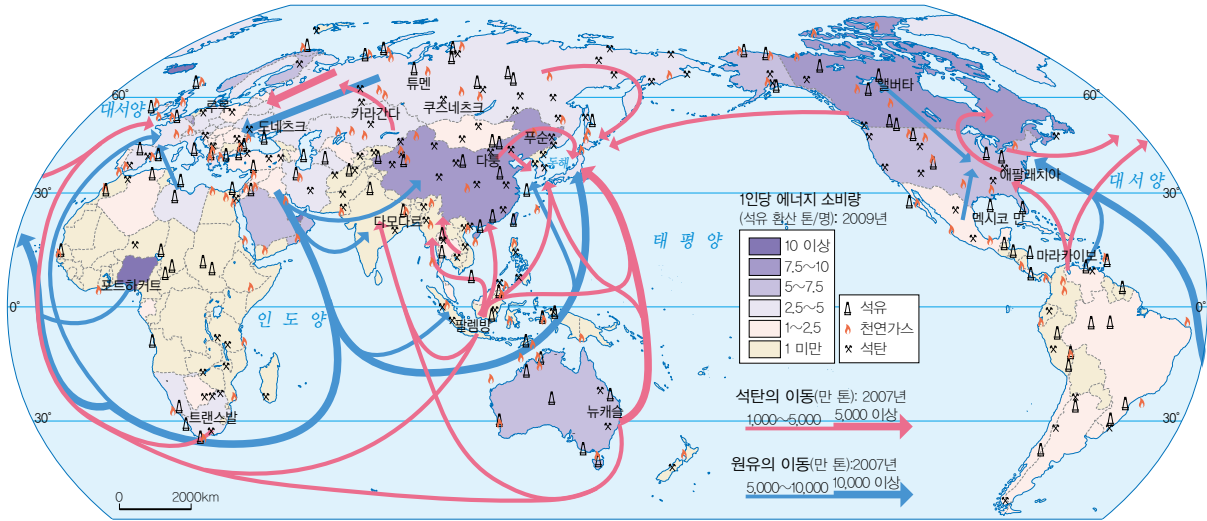 대서양
60°
루르
도네츠크
튜멘
카라간다
쿠즈네츠크
푸순
다퉁
동해
30°
다모다르
포트하커트
0°
인도양
팔렘방
트랜스발
30°
뉴캐슬
0 2000km
태평양
앨버타
60°
애팔래치아
대서양
30°
멕시코 만
마라카이보
0°
30°
1인당 에너지 소비량
(석유 환산 톤/명): 2009년
10 이상
7.5~10
5~7.5
2.5~5
1~2.5
1 미만
석유
천연가스
석탄
석탄의 이동(만 톤): 2007년
1,000~5,000 5,000 이상
원유의 이동(만 톤):2007년
5,000~10,000 10,000 이상